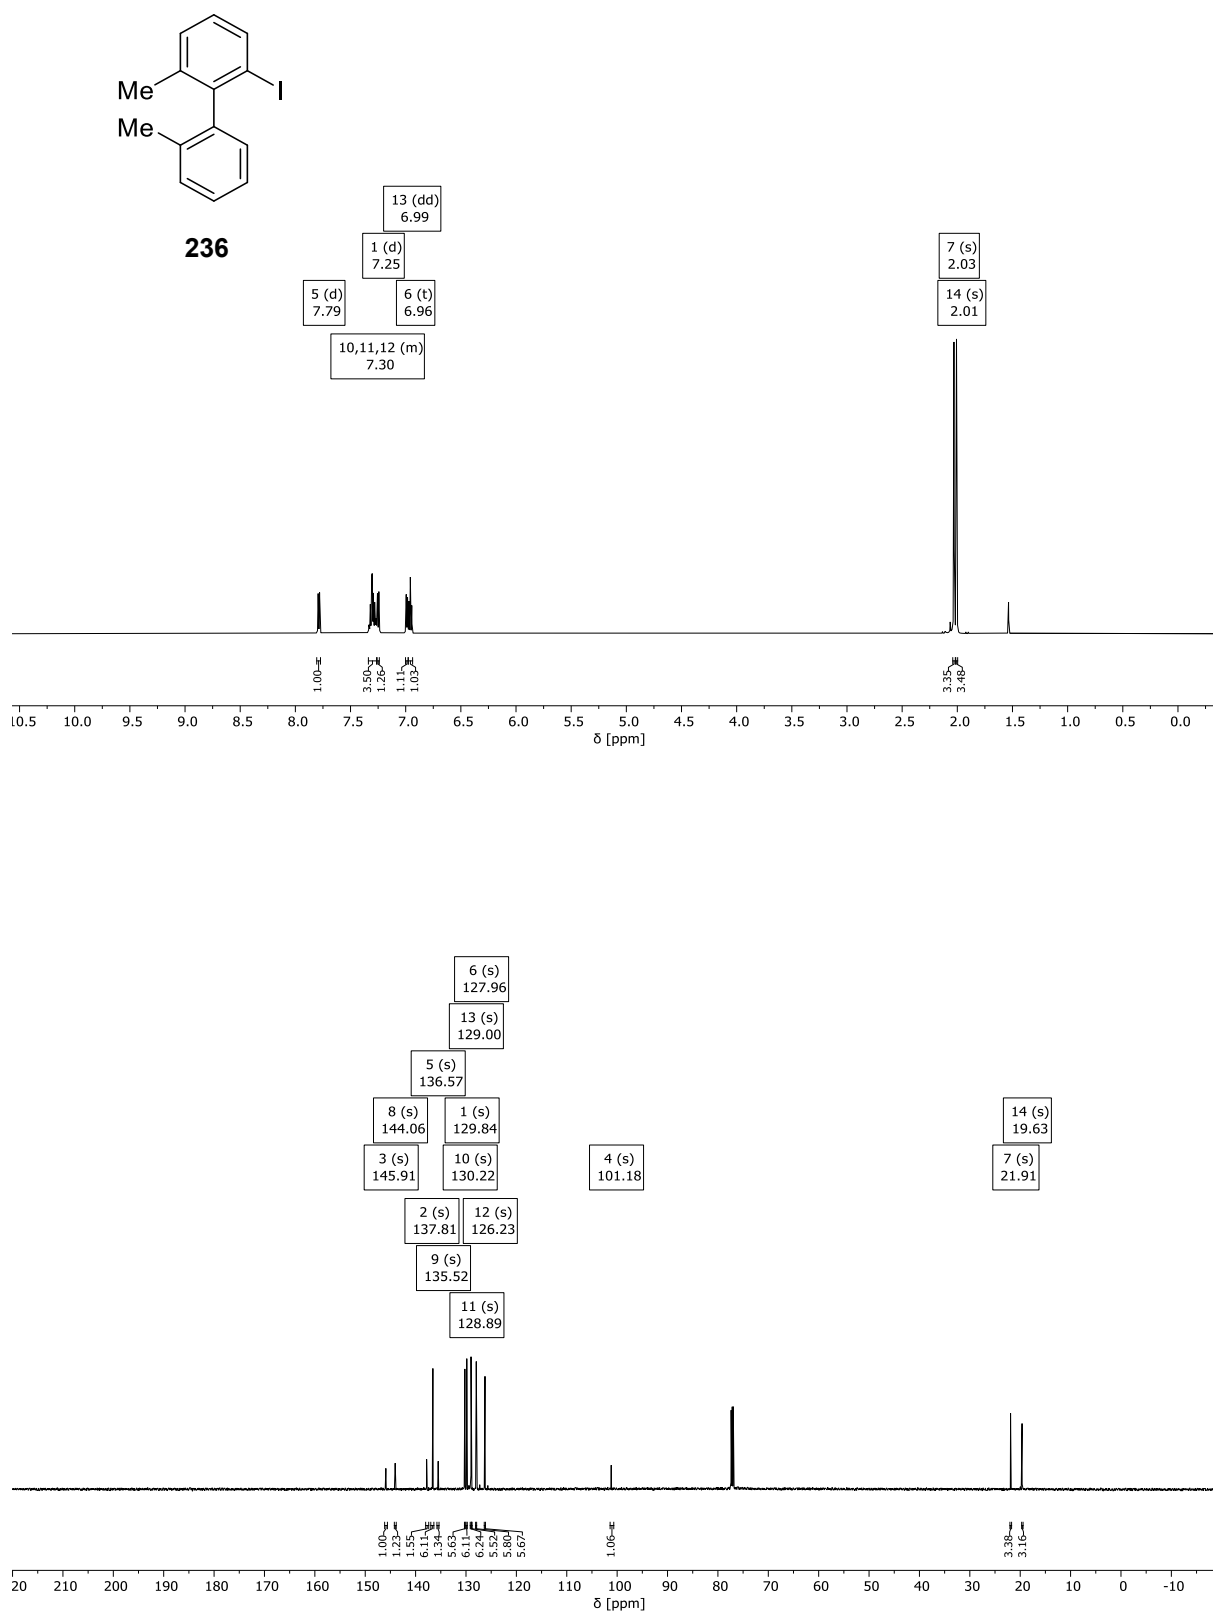 Me
I
Me
236
13 (dd)
6.99
1 (d)
7.25
7 (s)
2.03
5 (d)
7.79
6 (t)
6.96
14 (s)
2.01
10,11,12 (m)
7.30
1.00
3.50
1.26
1.11
1.03
3.35
3.48
10.5 10.0 9.5 9.0 8.5 8.0 7.5 7.0 6.5 6.0 5.5 5.0 4.5 4.0 3.5 3.0 2.5 2.0 1.5 1.0 0.5 0.0
δ [ppm]
6 (s)
127.96
13 (s)
129.00
5 (s)
136.57
8 (s)
144.06
1 (s)
129.84
14 (s)
19.63
3 (s)
145.91
10 (s)
130.22
4 (s)
101.18
7 (s)
21.91
2 (s)
137.81
12 (s)
126.23
9 (s)
135.52
11 (s)
128.89
1.00
1.23
1.55
6.11
1.34
5.63
6.11
6.24
5.52
5.80
5.67
1.06
3.38
3.16
20 210 200 190 180 170 160 150 140 130 120 110 100 90 80 70 60 50 40 30 20 10 0 -10
δ [ppm]